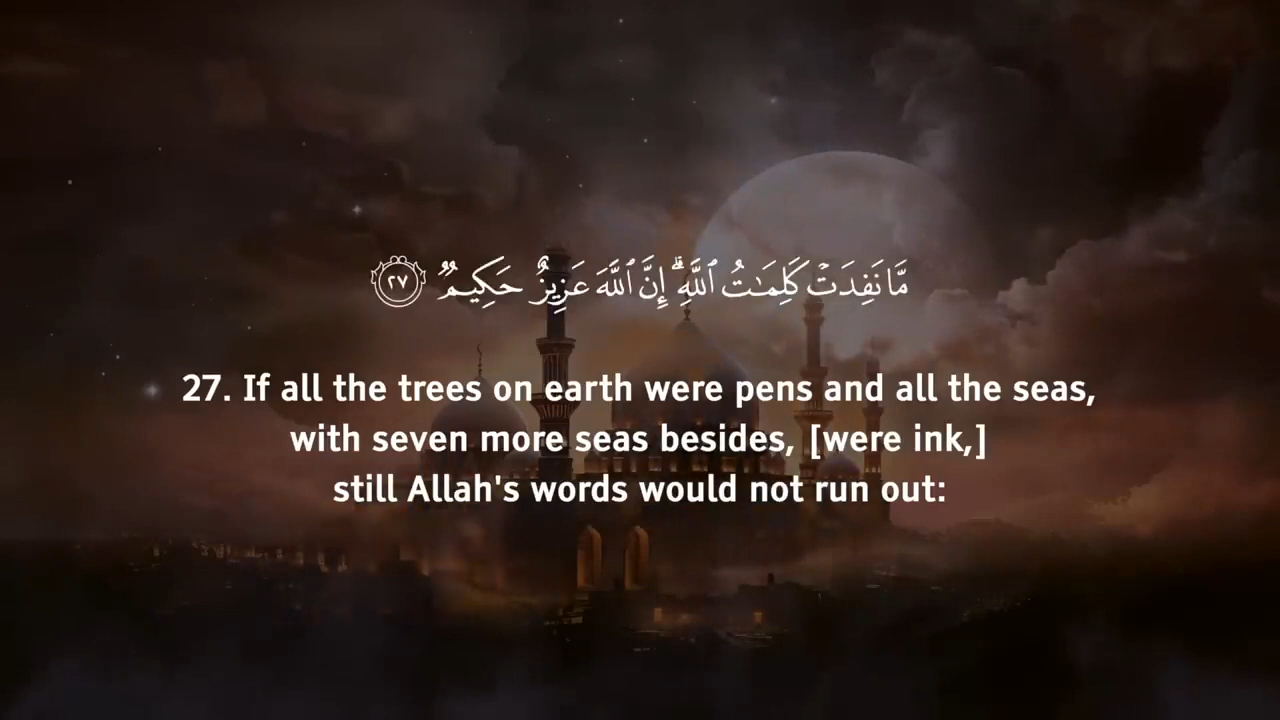 مَّا نَفِدَتْ كَلِمَـٰتُ ٱللَّهِ ۗ إِنَّ ٱللَّهَ عَزِيزٌ حَكِيمٌ ٢٧
27. If all the trees on earth were pens and all the seas,
with seven more seas besides, [were ink,]
still Allah's words would not run out: